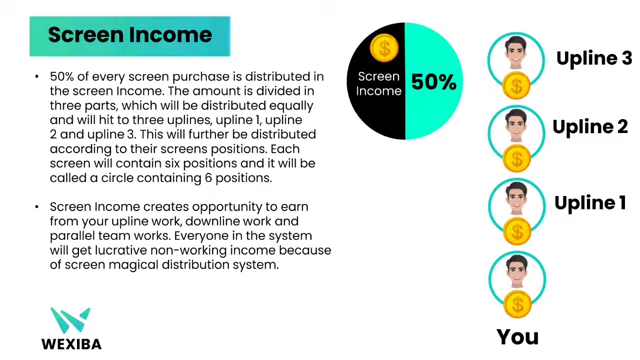 Screen Income
• 50% of every screen purchase is distributed in
the screen Income. The amount is divided in
three parts, which will be distributed equally
and will hit to three uplines, upline 1, upline
2 and upline 3. This will further be distributed
according to their screens positions. Each
screen will contain six positions and it will be
called a circle containing 6 positions.
• Screen Income creates opportunity to earn
from your upline work, downline work and
parallel team works. Everyone in the system
will get lucrative non-working income because
of screen magical distribution system.
WEXIBA
$
Screen
Income
50%
Upline 3
$
Upline 2
$
Upline 1
$
$
You